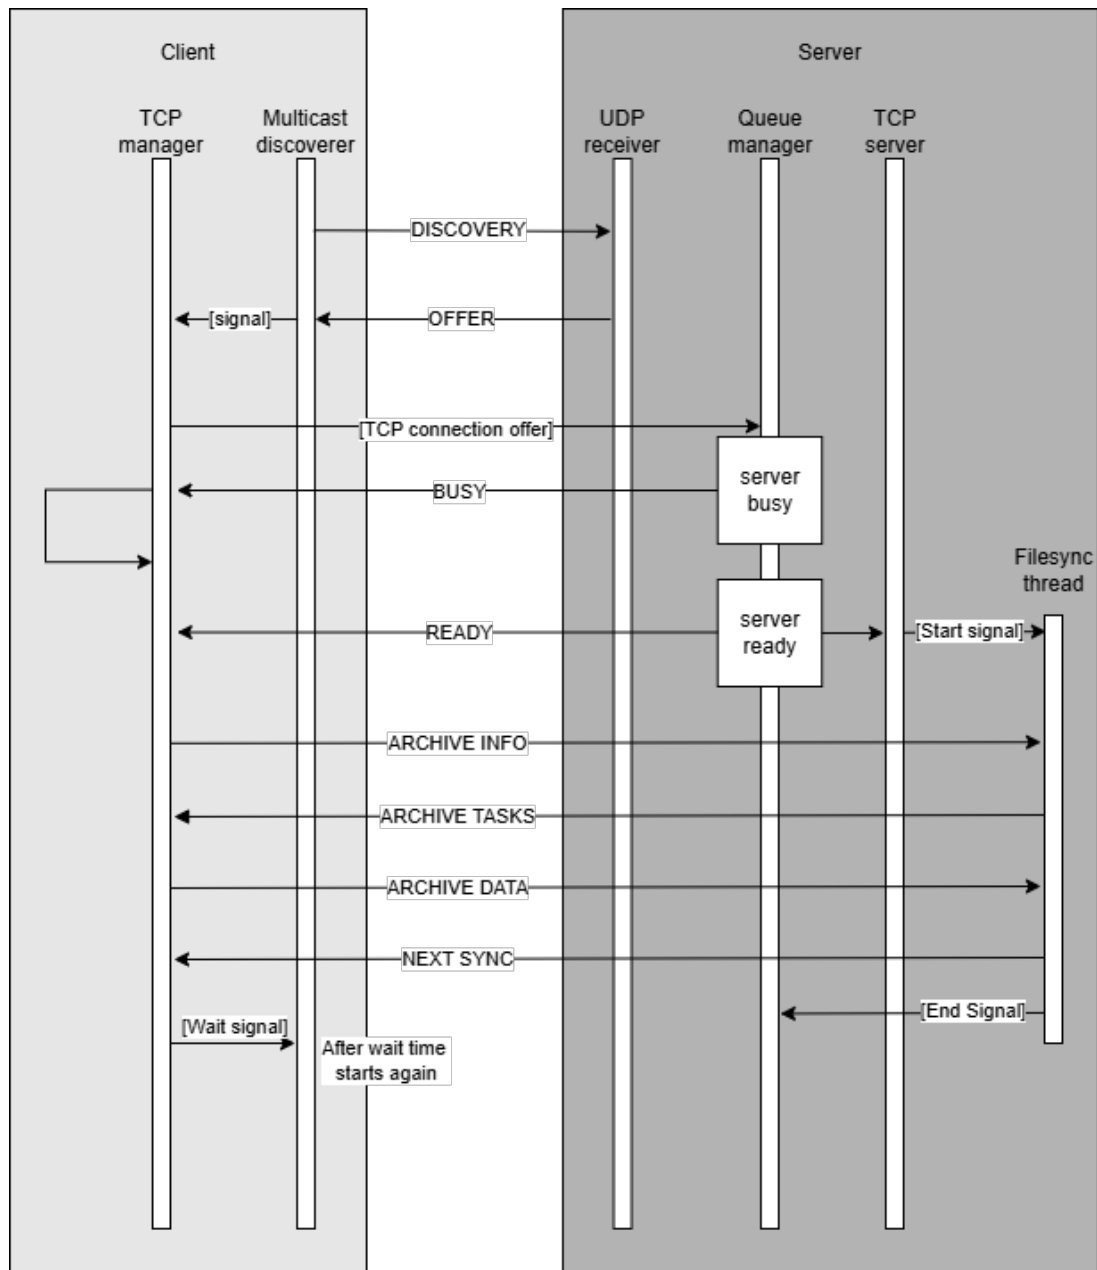 Client
Server
TCP
manager
Multicast
discoverer
UDP
receiver
Queue
manager
TCP
server
DISCOVERY
[signal]
OFFER
[TCP connection offer]
server
busy
BUSY
Filesync
thread
server
ready
READY
[Start signal]
ARCHIVE INFO
ARCHIVE TASKS
ARCHIVE DATA
NEXT SYNC
[End Signal]
[Wait signal]
After wait time
starts again